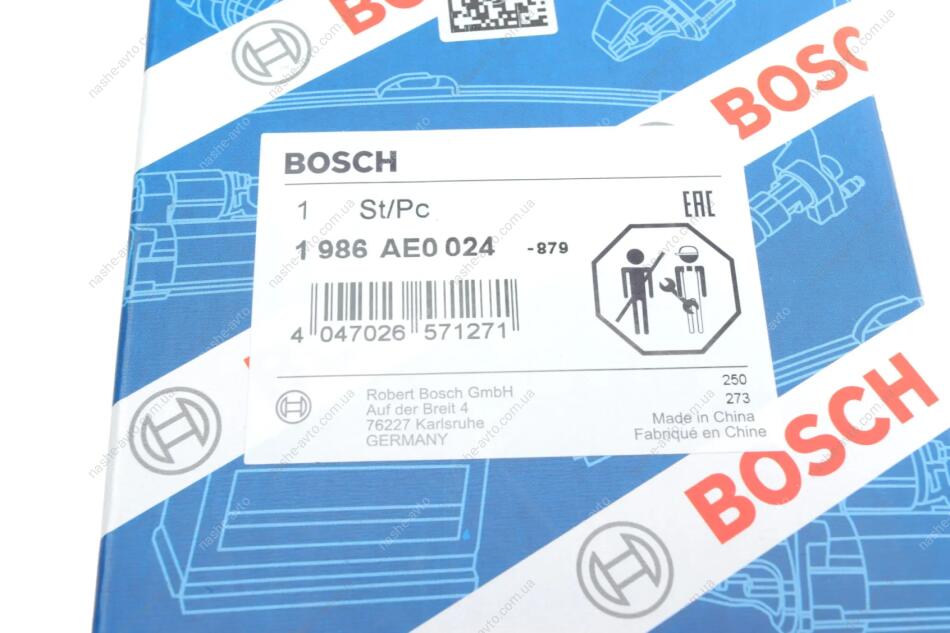 BOSCH
BOSCH
1 St/Pc
EAC
1 986 AE0 024 -879
4 047026 571271
250
273
Robert Bosch GmbH
Auf der Breit 4
76227 Karlsruhe
GERMANY
Made in China
Fabriqué en Chine
BOSCH
nashe-avto.com.ua